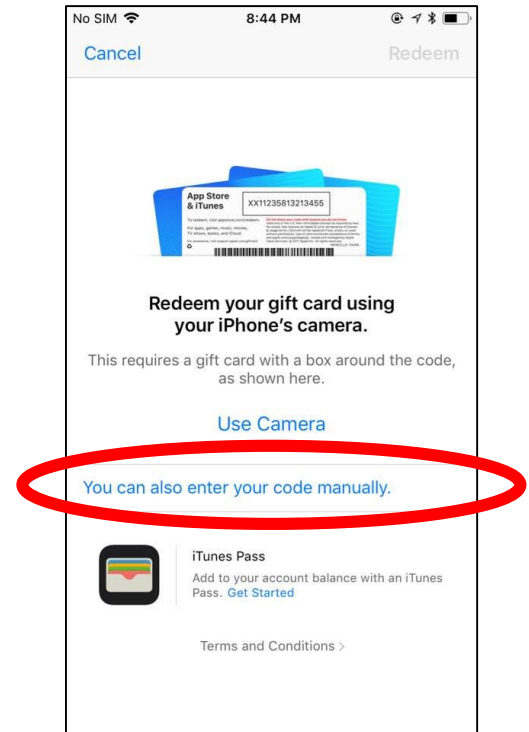 No SIM 8:44 PM
Cancel Redeem
App Store
& iTunes
XX11235813213455
Redeem your gift card using
your iPhone's camera.
This requires a gift card with a box around the code,
as shown here.
Use Camera
You can also enter your code manually.
iTunes Pass
Add to your account balance with an iTunes
Pass. Get Started
Terms and Conditions >